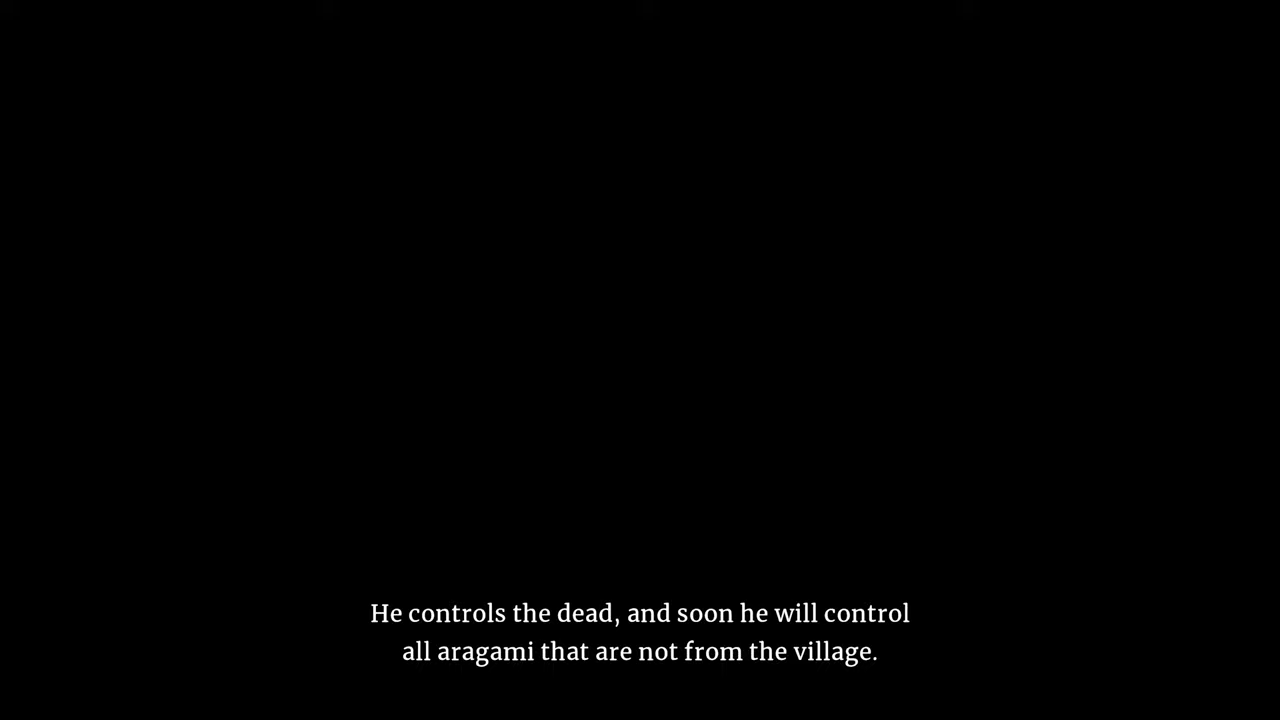 He controls the dead, and soon he will control
all aragami that are not from the village.